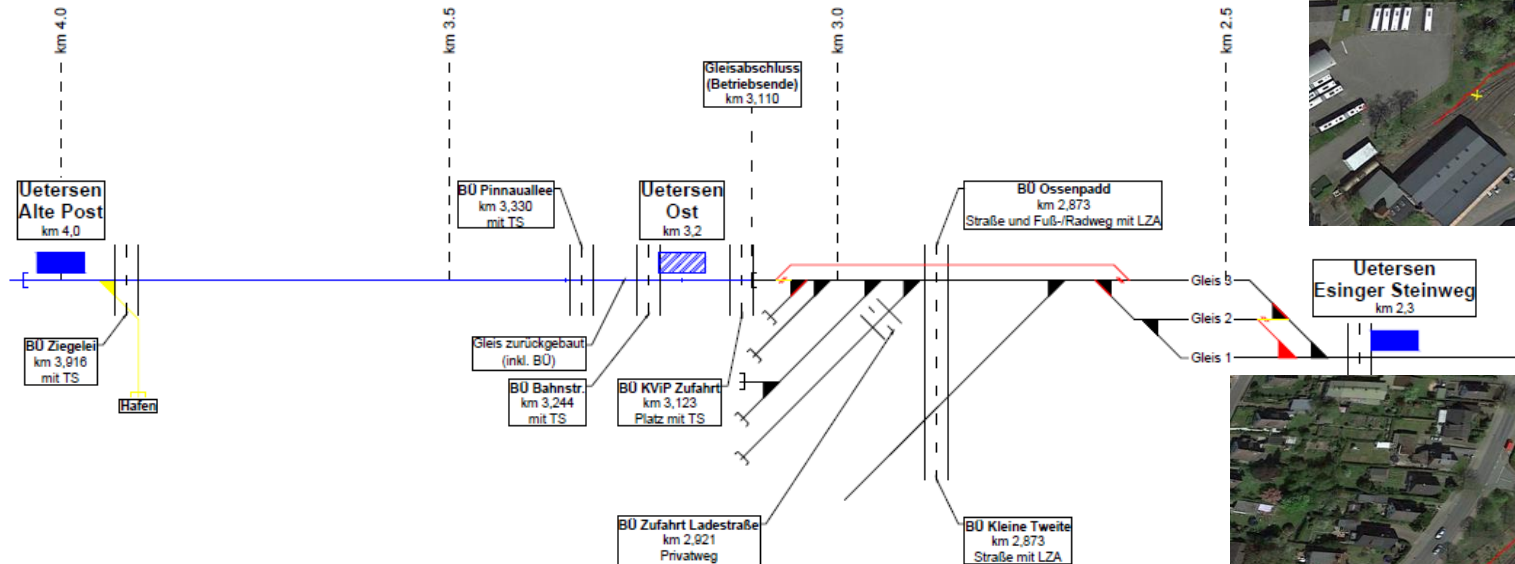 km 4.0
km 3.5
km 3.0
km 2.5
Gleisabschluss
(Betriebsende)
km 3,110
Uetersen
Alte Post
km 4,0
BÜ Pinnauallee
km 3,330
mit TS
Uetersen
Ost
km 3,2
BÜ Ossenpadd
km 2,873
Straße und Fuß-/Radweg mit LZA
Uetersen
Esinger Steinweg
km 2,3
Gleis 3
Gleis 2
Gleis 1
BÜ Ziegelei
km 3,916
mit TS
Hafen
Gleis zurückgebaut
(inkl. BÜ)
BÜ Bahnstr.
km 3,244
mit TS
BÜ KViP Zufahrt
km 3,123
Platz mit TS
BÜ Zufahrt Ladestraße
km 2,921
Privatweg
BÜ Kleine Tweite
km 2,873
Straße mit LZA